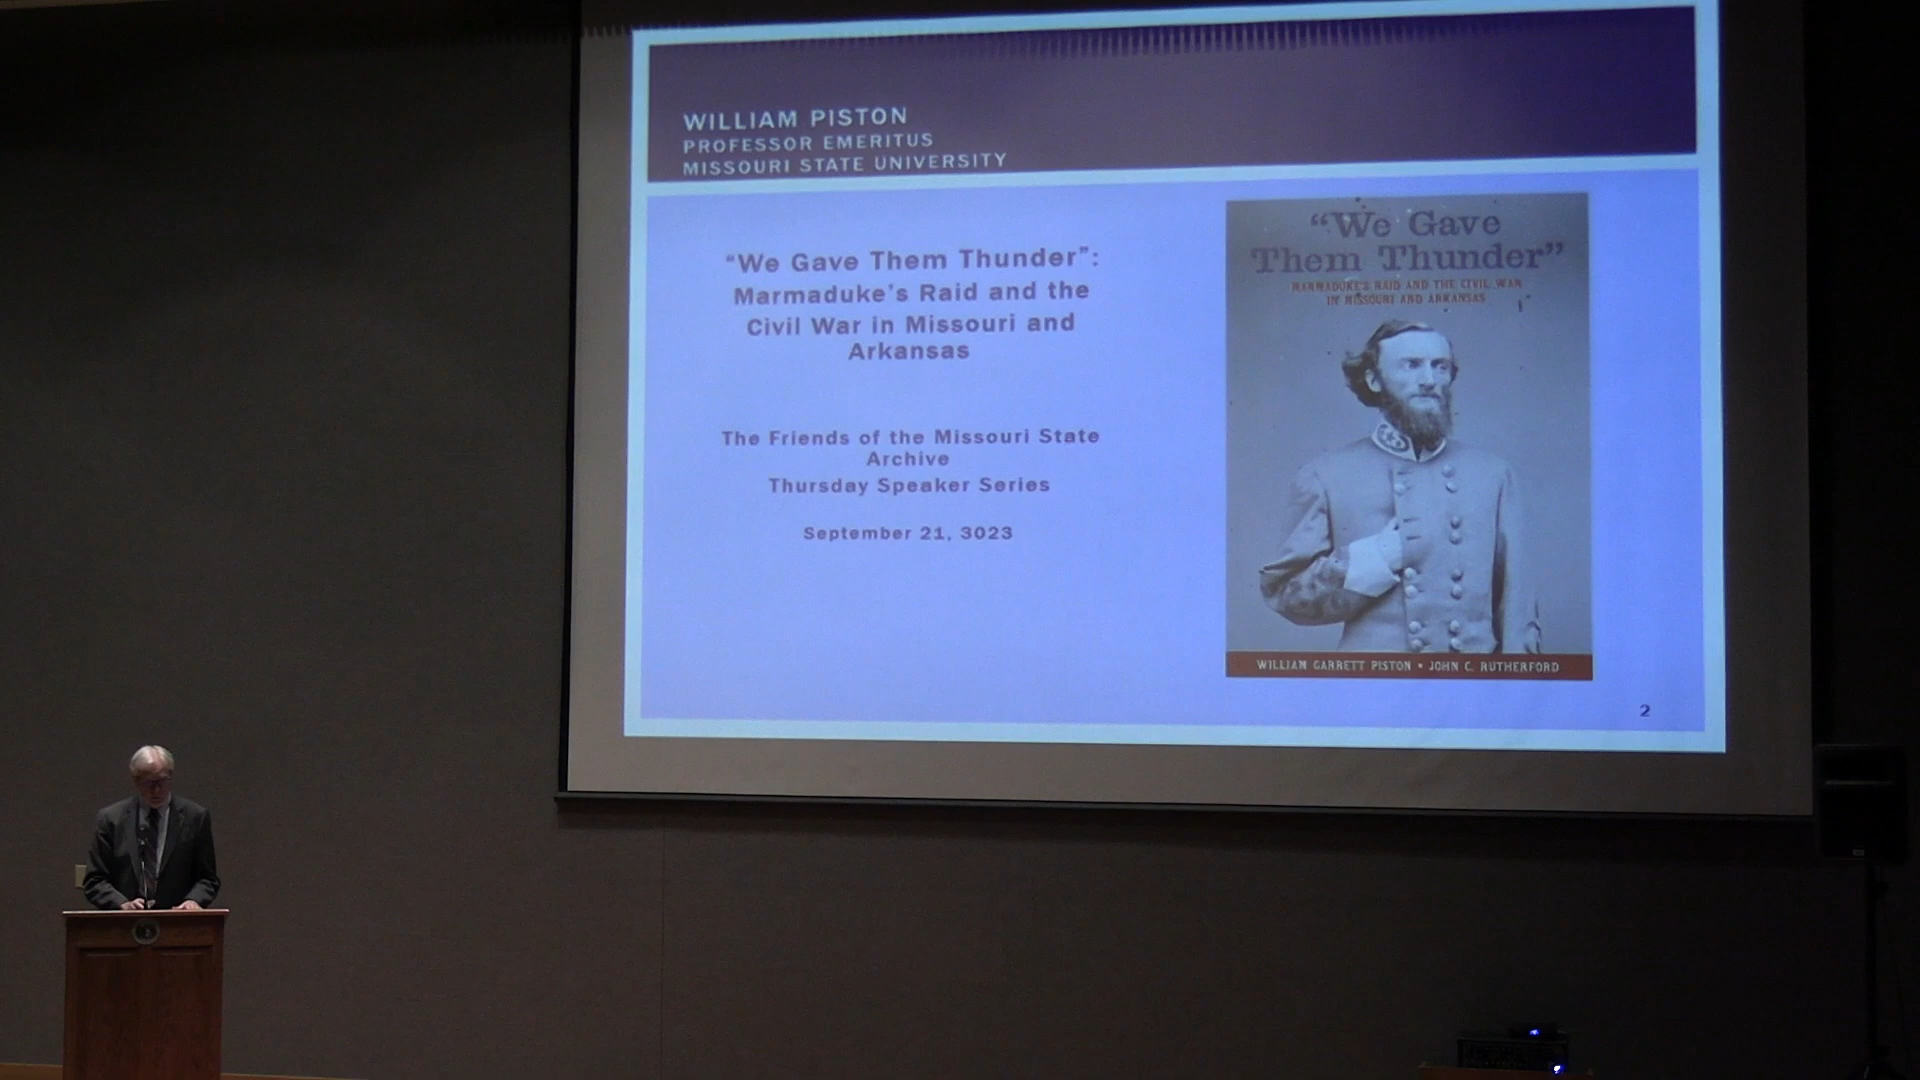 WILLIAM PISTON
PROFESSOR EMERITUS
MISSOURI STATE UNIVERSITY
“We Gave Them Thunder”:
Marmaduke’s Raid and the
Civil War in Missouri and
Arkansas
The Friends of the Missouri State
Archive
Thursday Speaker Series
September 21, 3023
“We Gave
Them Thunder”
MARMADUKE'S RAID AND THE CIVIL WAR
IN MISSOURI AND ARKANSAS
WILLIAM GARRETT PISTON • JOHN C. RUTHERFORD
2